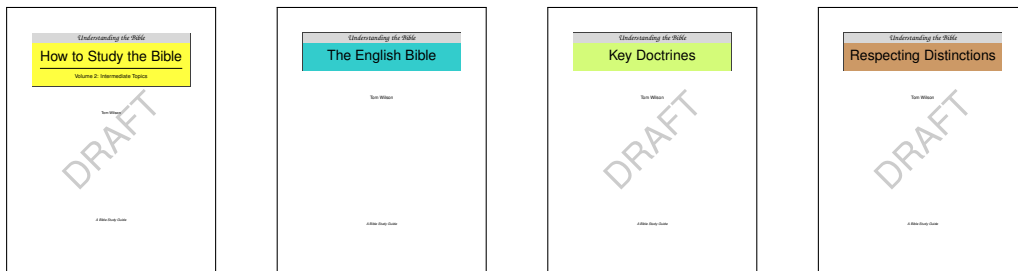 Understanding the Bible
How to Study the Bible
Volume 2: Intermediate Topics
Tom Wilson
DRAFT
A Bible Study Guide
Understanding the Bible
The English Bible
Tom Wilson
A Bible Study Guide
Understanding the Bible
Key Doctrines
Tom Wilson
DRAFT
A Bible Study Guide
Understanding the Bible
Respecting Distinctions
Tom Wilson
DRAFT
A Bible Study Guide